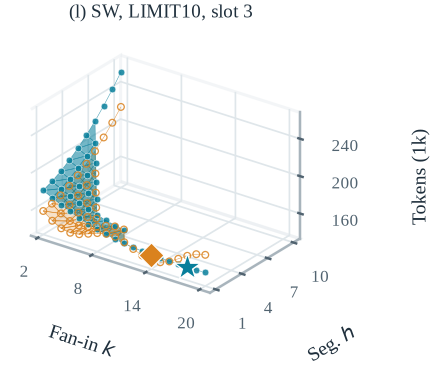 (l) SW, LIMIT10, slot 3
240
200
160
Tokens (1k)
2
8
14
20
1
4
7
10
Fan-in k
Seg. h